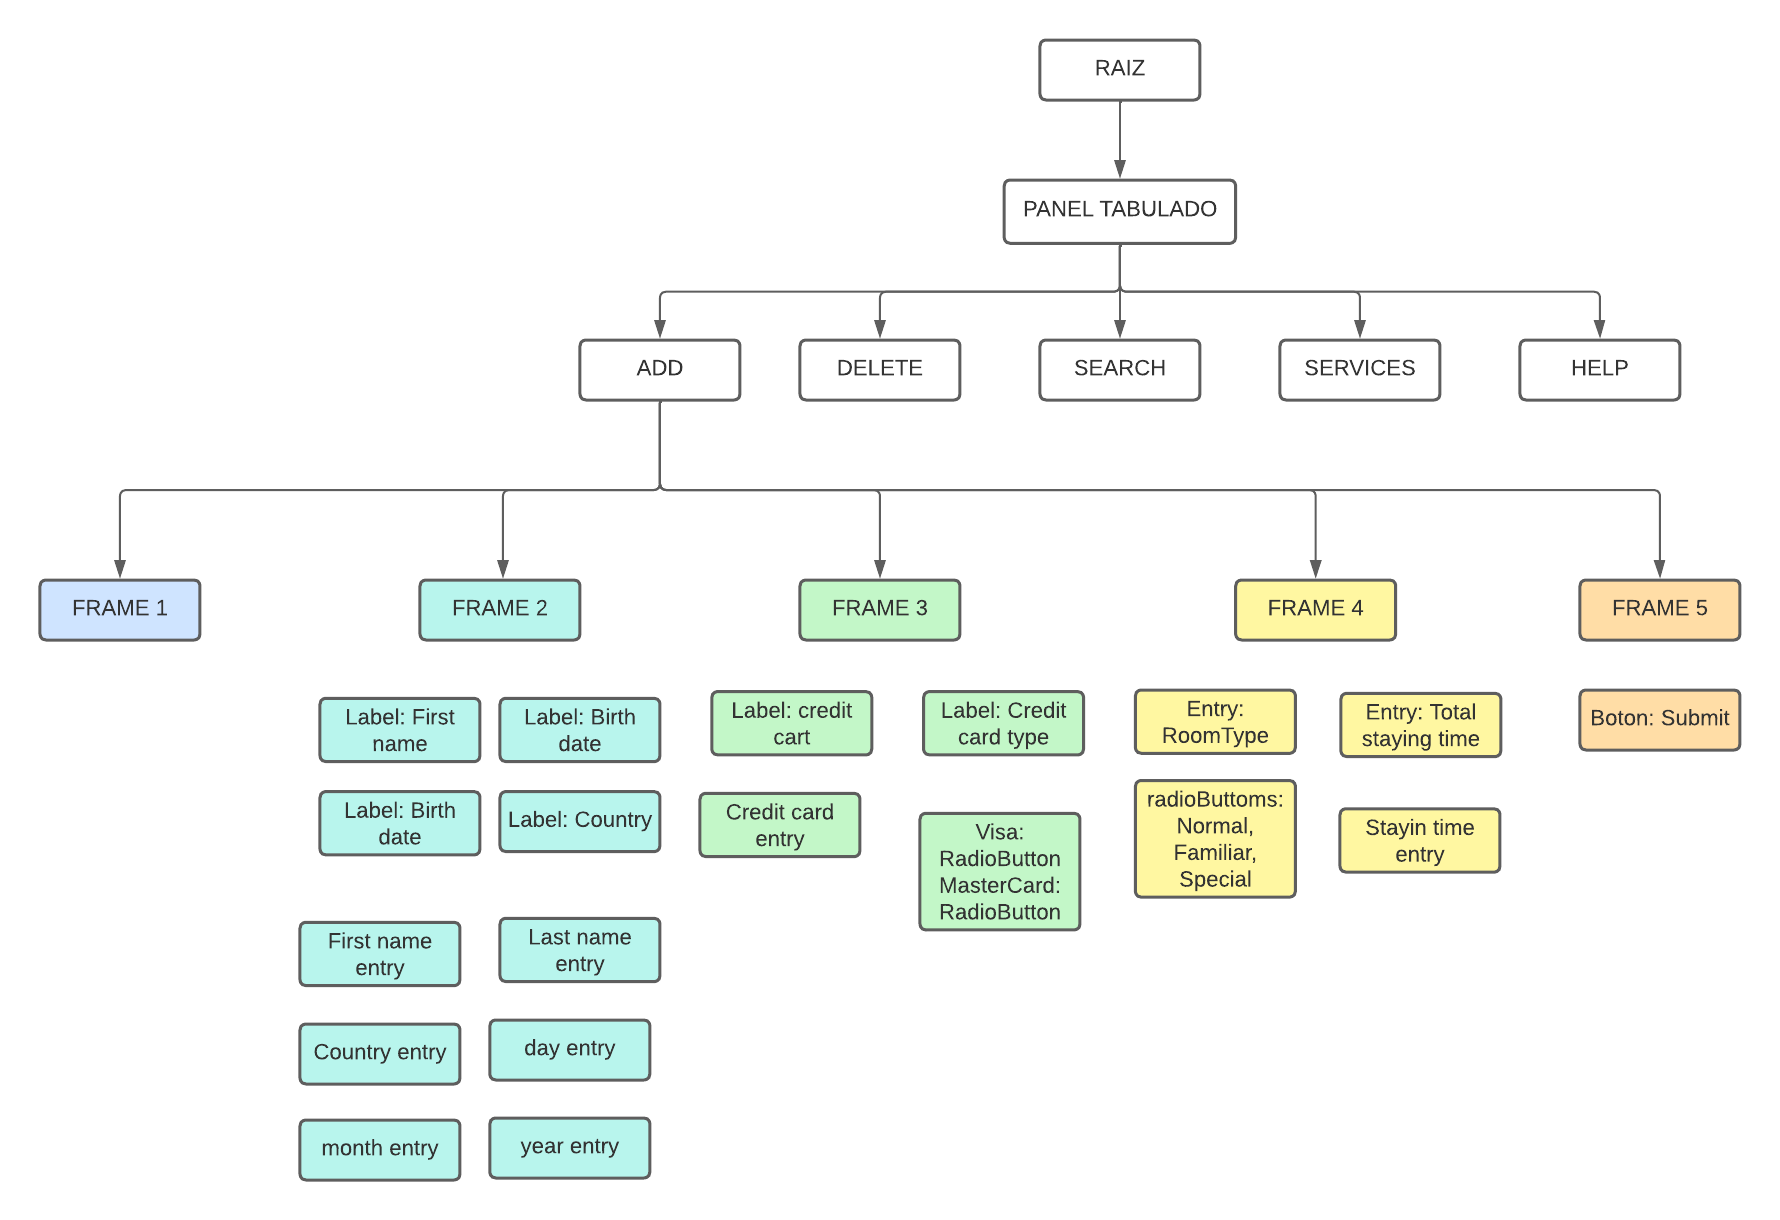 RAIZ
PANEL TABULADO
ADD
DELETE
SEARCH
SERVICES
HELP
FRAME 1
FRAME 2
FRAME 3
FRAME 4
FRAME 5
Label: First
name
Label: Birth
date
Label: Birth
date
Label: Country
First name
entry
Last name
entry
Country entry
day entry
month entry
year entry
Label: credit
cart
Label: Credit
card type
Credit card
entry
Visa:
RadioButton
MasterCard:
RadioButton
Entry:
RoomType
Entry: Total
staying time
radioButtoms:
Normal,
Familiar,
Special
Stayin time
entry
Boton: Submit